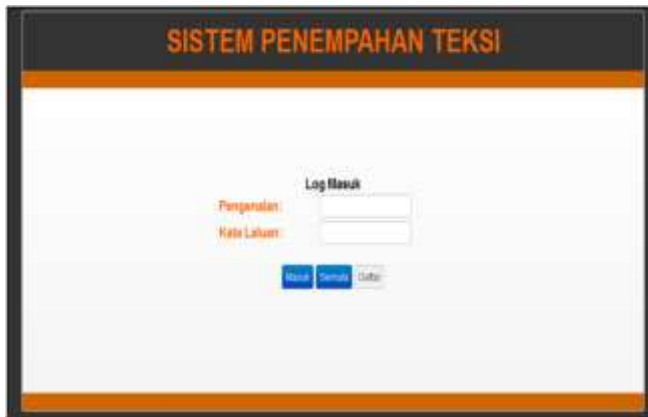 SISTEM PENEMPAHAN TEKSI
Log Masuk
Pengenalan:
Kata Laluan:
Masuk Semula Daftar